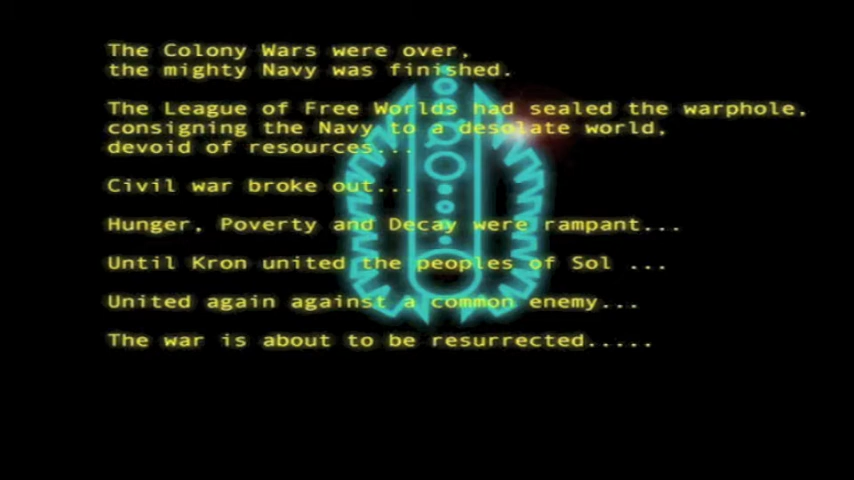 The Colony Wars were over,
the mighty Navy was finished.
The League of Free Worlds had sealed the warphole,
consigning the Navy to a desolate world,
devoid of resources...
Civil war broke out...
Hunger, Poverty and Decay were rampant...
Until Kron united the peoples of Sol ...
United again against a common enemy...
The war is about to be resurrected.....